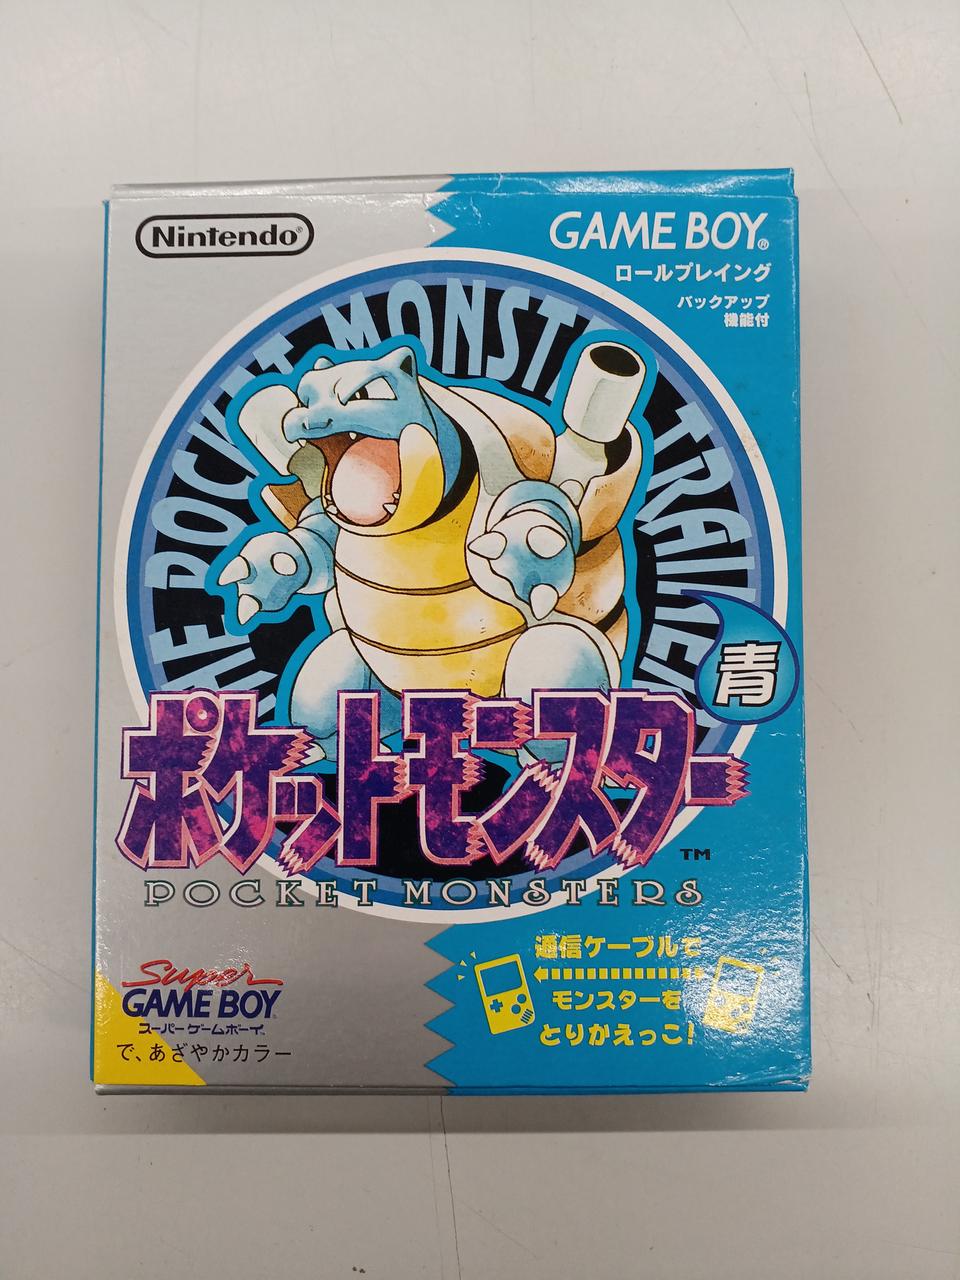 Nintendo®
GAME BOY®
ロールプレイング
バックアップ
機能付
POCKET MONST
TRAINER
青
ポケットモンスター
TM
POCKET MONSTERS
通信ケーブルで
モンスターを
とりかえっこ!
Super
GAME BOY
スーパーゲームボーイ
で、あざやかカラー